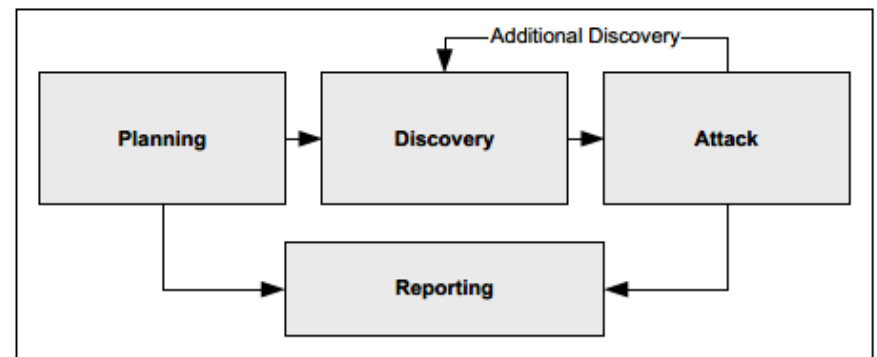 Additional Discovery
Planning
Discovery
Attack
Reporting